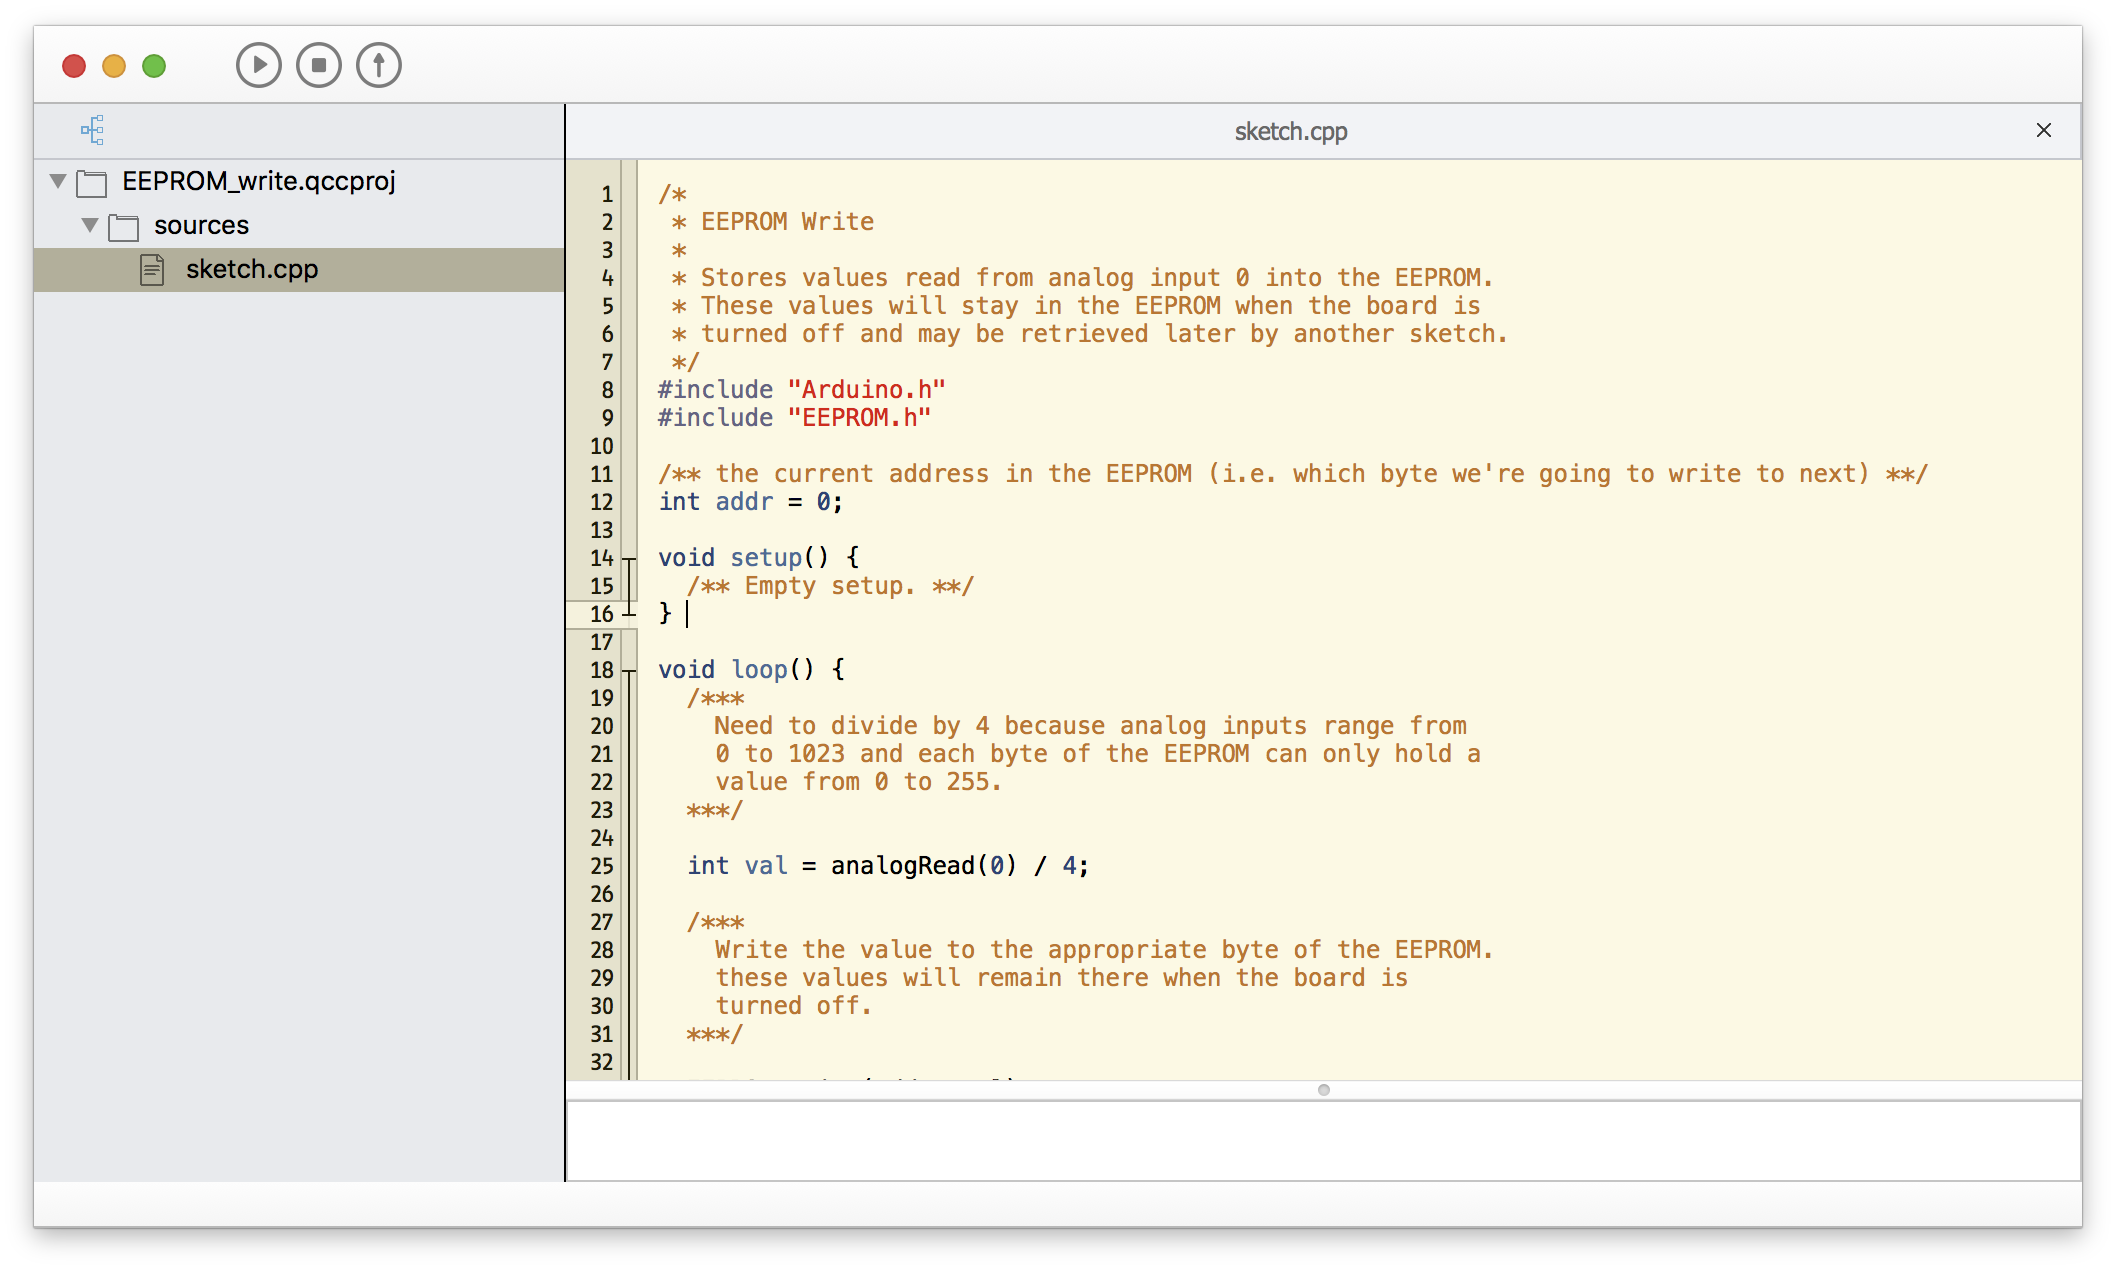 sketch.cpp
EEPROM_write.qccproj
sources
sketch.cpp
1 /*
2  * EEPROM Write
3  *
4  * Stores values read from analog input 0 into the EEPROM.
5  * These values will stay in the EEPROM when the board is
6  * turned off and may be retrieved later by another sketch.
7  */
8 #include "Arduino.h"
9 #include "EEPROM.h"
10
11 /** the current address in the EEPROM (i.e. which byte we're going to write to next) **/
12 int addr = 0;
13
14 void setup() {
15   /** Empty setup. **/
16 }
17
18 void loop() {
19   /***
20     Need to divide by 4 because analog inputs range from
21     0 to 1023 and each byte of the EEPROM can only hold a
22     value from 0 to 255.
23   ***/
24
25   int val = analogRead(0) / 4;
26
27   /***
28     Write the value to the appropriate byte of the EEPROM.
29     these values will remain there when the board is
30     turned off.
31   ***/
32